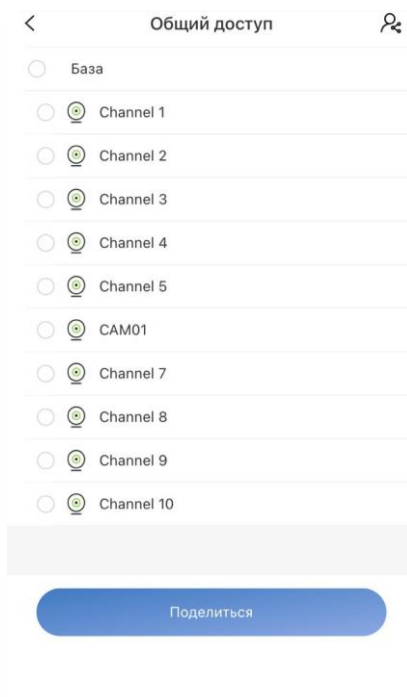 Общий доступ
База
Channel 1
Channel 2
Channel 3
Channel 4
Channel 5
CAM01
Channel 7
Channel 8
Channel 9
Channel 10
Поделиться